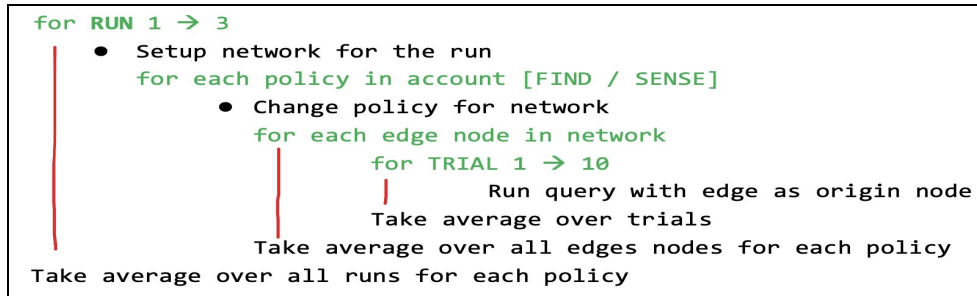 for RUN 1 → 3
● Setup network for the run
for each policy in account [FIND / SENSE]
● Change policy for network
for each edge node in network
for TRIAL 1 → 10
Run query with edge as origin node
Take average over trials
Take average over all edges nodes for each policy
Take average over all runs for each policy